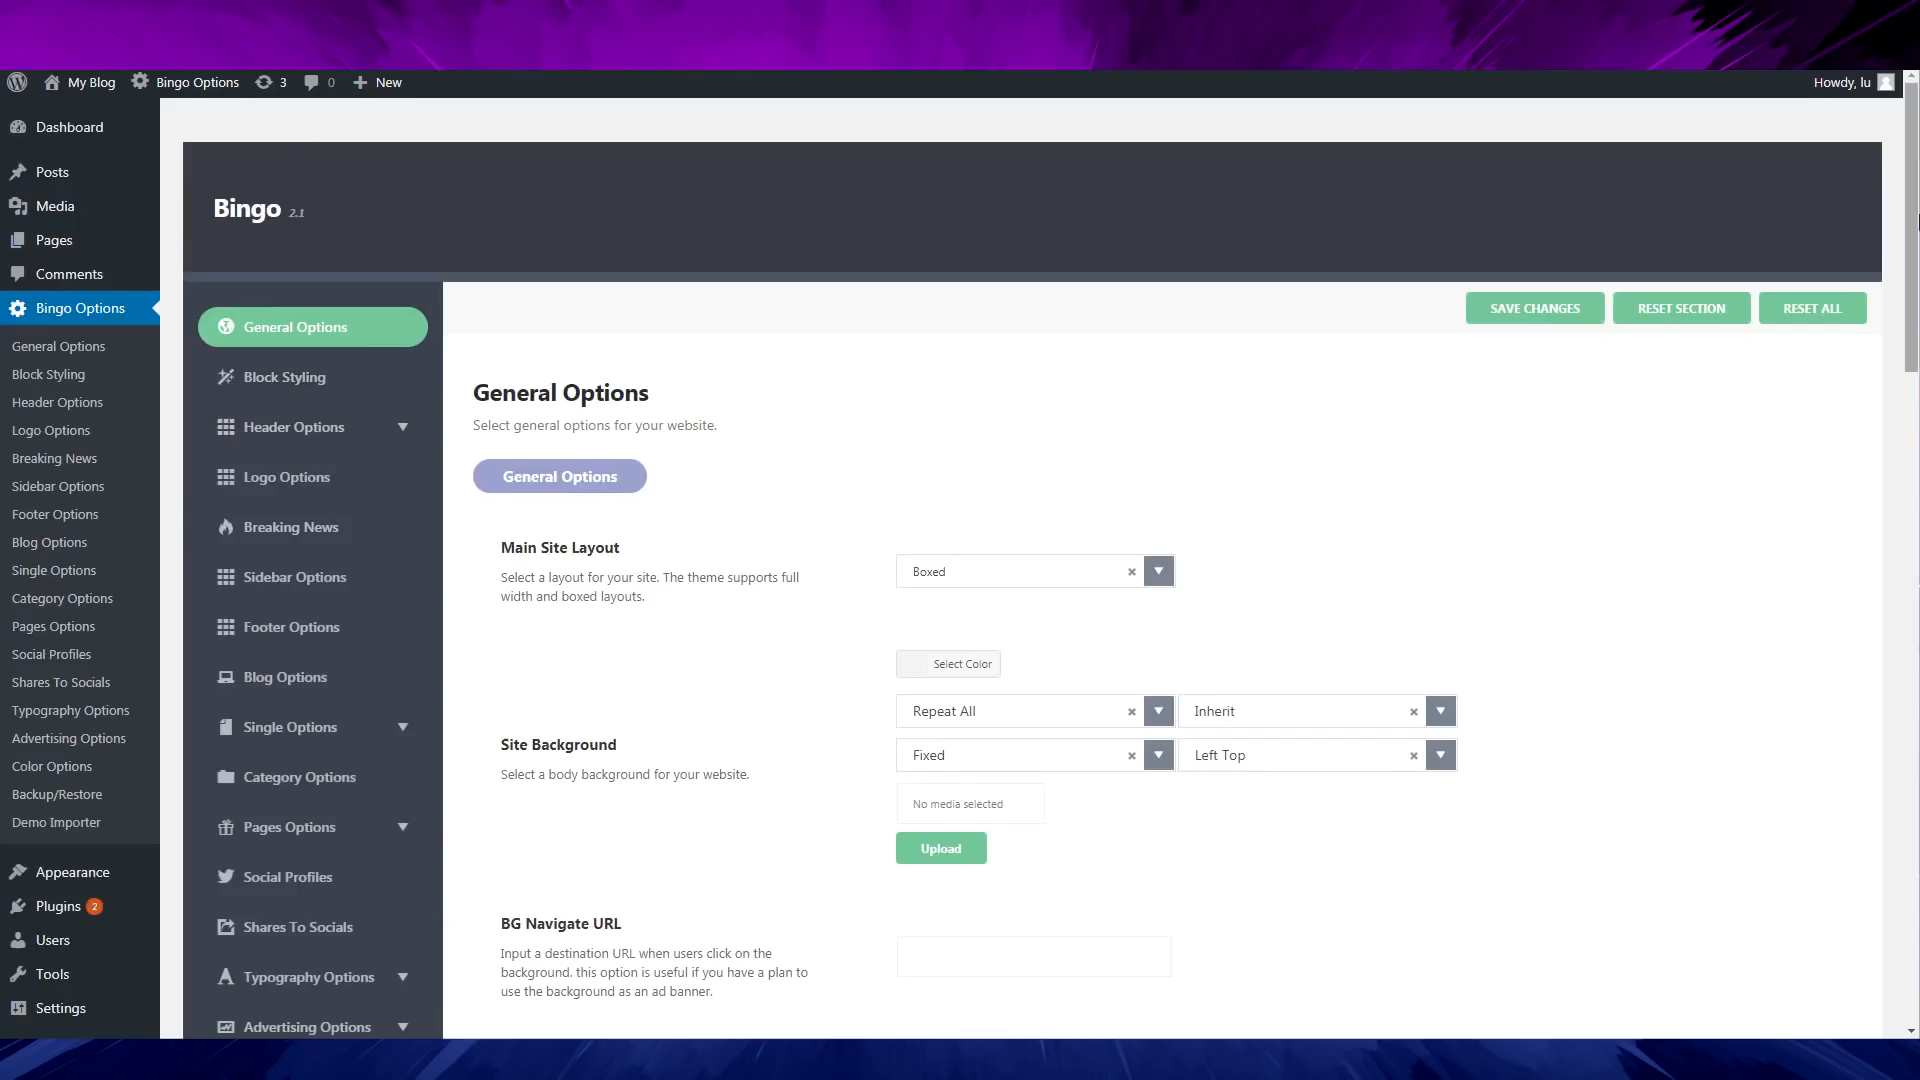 My Blog
Bingo Options
3
0
New
Howdy, lu
Dashboard
Posts
Media
Pages
Comments
Bingo Options
General Options
Block Styling
Header Options
Logo Options
Breaking News
Sidebar Options
Footer Options
Blog Options
Single Options
Category Options
Pages Options
Social Profiles
Shares To Socials
Typography Options
Advertising Options
Color Options
Backup/Restore
Demo Importer
Appearance
Plugins 2
Users
Tools
Settings
Bingo 2.1
General Options
Block Styling
Header Options
Logo Options
Breaking News
Sidebar Options
Footer Options
Blog Options
Single Options
Category Options
Pages Options
Social Profiles
Shares To Socials
Typography Options
Advertising Options
SAVE CHANGES
RESET SECTION
RESET ALL
General Options
Select general options for your website.
General Options
Main Site Layout
Select a layout for your site. The theme supports full
width and boxed layouts.
Boxed
Select Color
Repeat All
Inherit
Site Background
Select a body background for your website.
Fixed
Left Top
No media selected
Upload
BG Navigate URL
Input a destination URL when users click on the
background. this option is useful if you have a plan to
use the background as an ad banner.